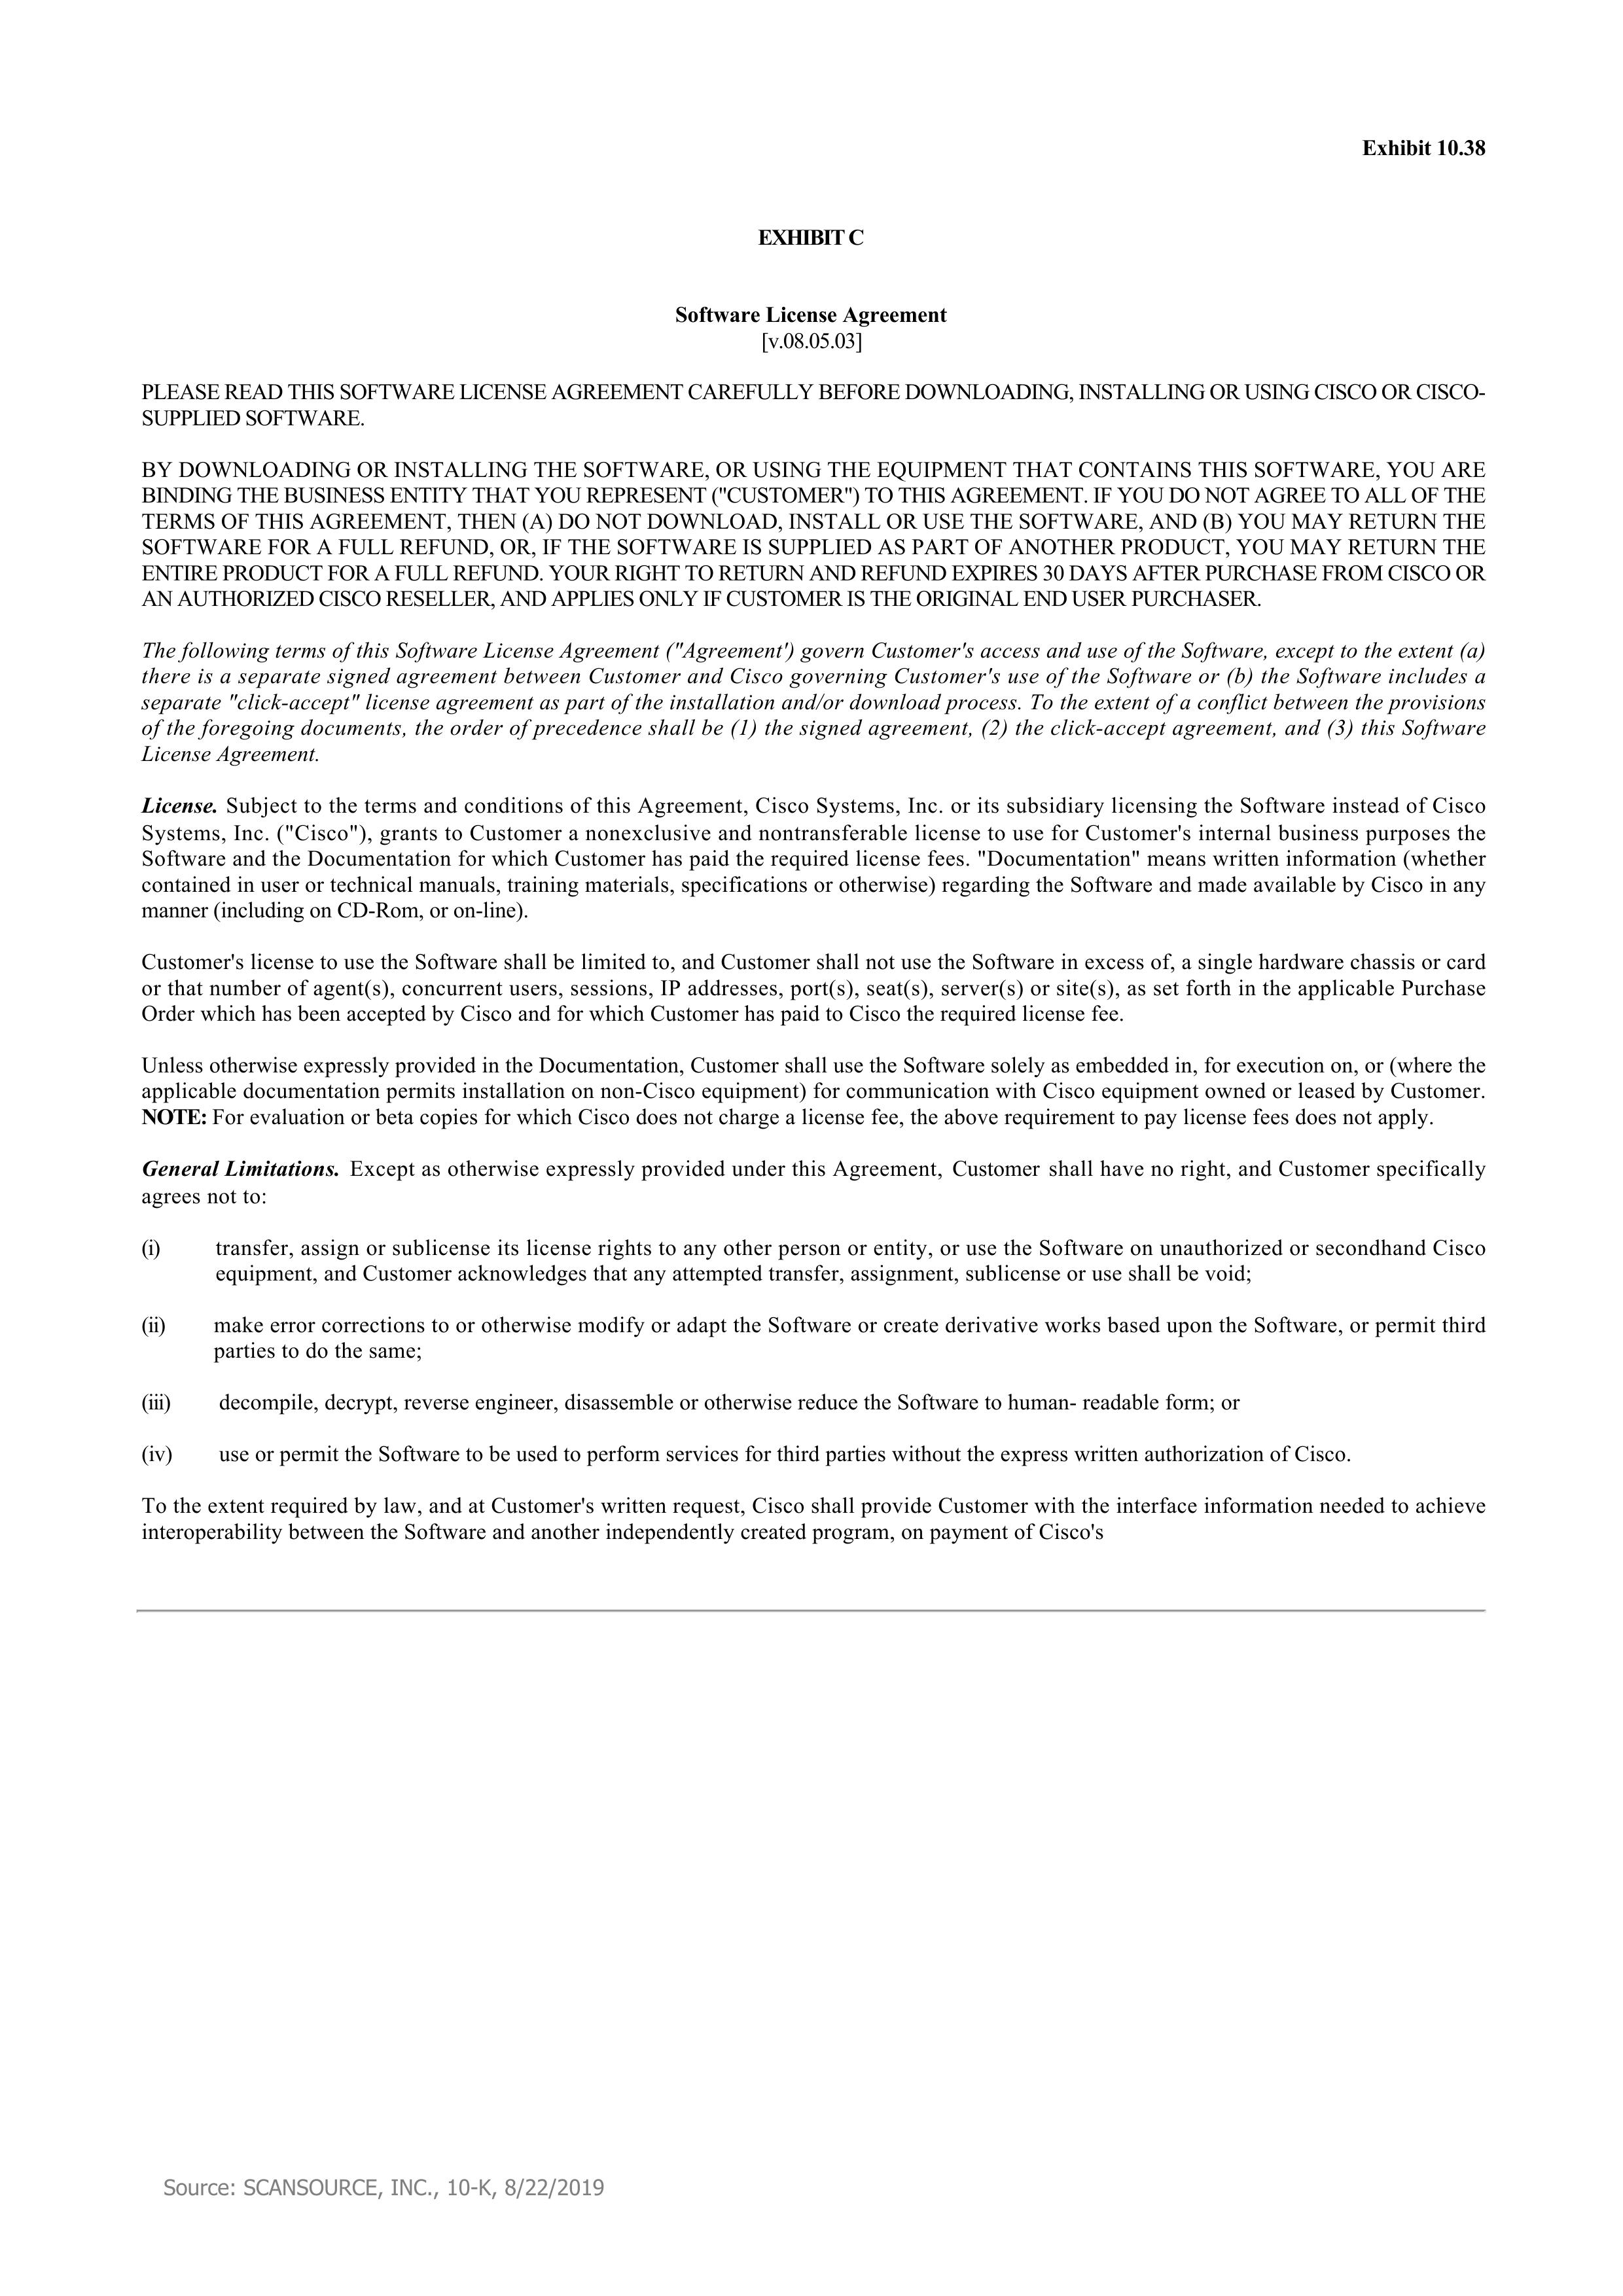 Exhibit 10.38
EXHIBIT C
Software License Agreement
[v.08.05.03]
PLEASE READ THIS SOFTWARE LICENSE AGREEMENT CAREFULLY BEFORE DOWNLOADING, INSTALLING OR USING CISCO OR CISCO-
SUPPLIED SOFTWARE.
BY DOWNLOADING OR INSTALLING THE SOFTWARE, OR USING THE EQUIPMENT THAT CONTAINS THIS SOFTWARE, YOU ARE
BINDING THE BUSINESS ENTITY THAT YOU REPRESENT ("CUSTOMER") TO THIS AGREEMENT. IF YOU DO NOT AGREE TO ALL OF THE
TERMS OF THIS AGREEMENT, THEN (A) DO NOT DOWNLOAD, INSTALL OR USE THE SOFTWARE, AND (B) YOU MAY RETURN THE
SOFTWARE FOR A FULL REFUND, OR, IF THE SOFTWARE IS SUPPLIED AS PART OF ANOTHER PRODUCT, YOU MAY RETURN THE
ENTIRE PRODUCT FOR A FULL REFUND. YOUR RIGHT TO RETURN AND REFUND EXPIRES 30 DAYS AFTER PURCHASE FROM CISCO OR
AN AUTHORIZED CISCO RESELLER, AND APPLIES ONLY IF CUSTOMER IS THE ORIGINAL END USER PURCHASER.
The following terms of this Software License Agreement ("Agreement') govern Customer's access and use of the Software, except to the extent (a)
there is a separate signed agreement between Customer and Cisco governing Customer's use of the Software or (b) the Software includes a
separate "click-accept" license agreement as part of the installation and/or download process. To the extent of a conflict between the provisions
of the foregoing documents, the order of precedence shall be (1) the signed agreement, (2) the click-accept agreement, and (3) this Software
License Agreement.
License. Subject to the terms and conditions of this Agreement, Cisco Systems, Inc. or its subsidiary licensing the Software instead of Cisco
Systems, Inc. ("Cisco"), grants to Customer a nonexclusive and nontransferable license to use for Customer's internal business purposes the
Software and the Documentation for which Customer has paid the required license fees. "Documentation" means written information (whether
contained in user or technical manuals, training materials, specifications or otherwise) regarding the Software and made available by Cisco in any
manner (including on CD-Rom, or on-line).
Customer's license to use the Software shall be limited to, and Customer shall not use the Software in excess of, a single hardware chassis or card
or that number of agent(s), concurrent users, sessions, IP addresses, port(s), seat(s), server(s) or site(s), as set forth in the applicable Purchase
Order which has been accepted by Cisco and for which Customer has paid to Cisco the required license fee.
Unless otherwise expressly provided in the Documentation, Customer shall use the Software solely as embedded in, for execution on, or (where the
applicable documentation permits installation on non-Cisco equipment) for communication with Cisco equipment owned or leased by Customer.
NOTE: For evaluation or beta copies for which Cisco does not charge a license fee, the above requirement to pay license fees does not apply.
General Limitations. Except as otherwise expressly provided under this Agreement, Customer shall have no right, and Customer specifically
agrees not to:
(i) transfer, assign or sublicense its license rights to any other person or entity, or use the Software on unauthorized or secondhand Cisco
equipment, and Customer acknowledges that any attempted transfer, assignment, sublicense or use shall be void;
(ii) make error corrections to or otherwise modify or adapt the Software or create derivative works based upon the Software, or permit third
parties to do the same;
(iii) decompile, decrypt, reverse engineer, disassemble or otherwise reduce the Software to human- readable form; or
(iv) use or permit the Software to be used to perform services for third parties without the express written authorization of Cisco.
To the extent required by law, and at Customer's written request, Cisco shall provide Customer with the interface information needed to achieve
interoperability between the Software and another independently created program, on payment of Cisco's
Source: SCANSOURCE, INC., 10-K, 8/22/2019